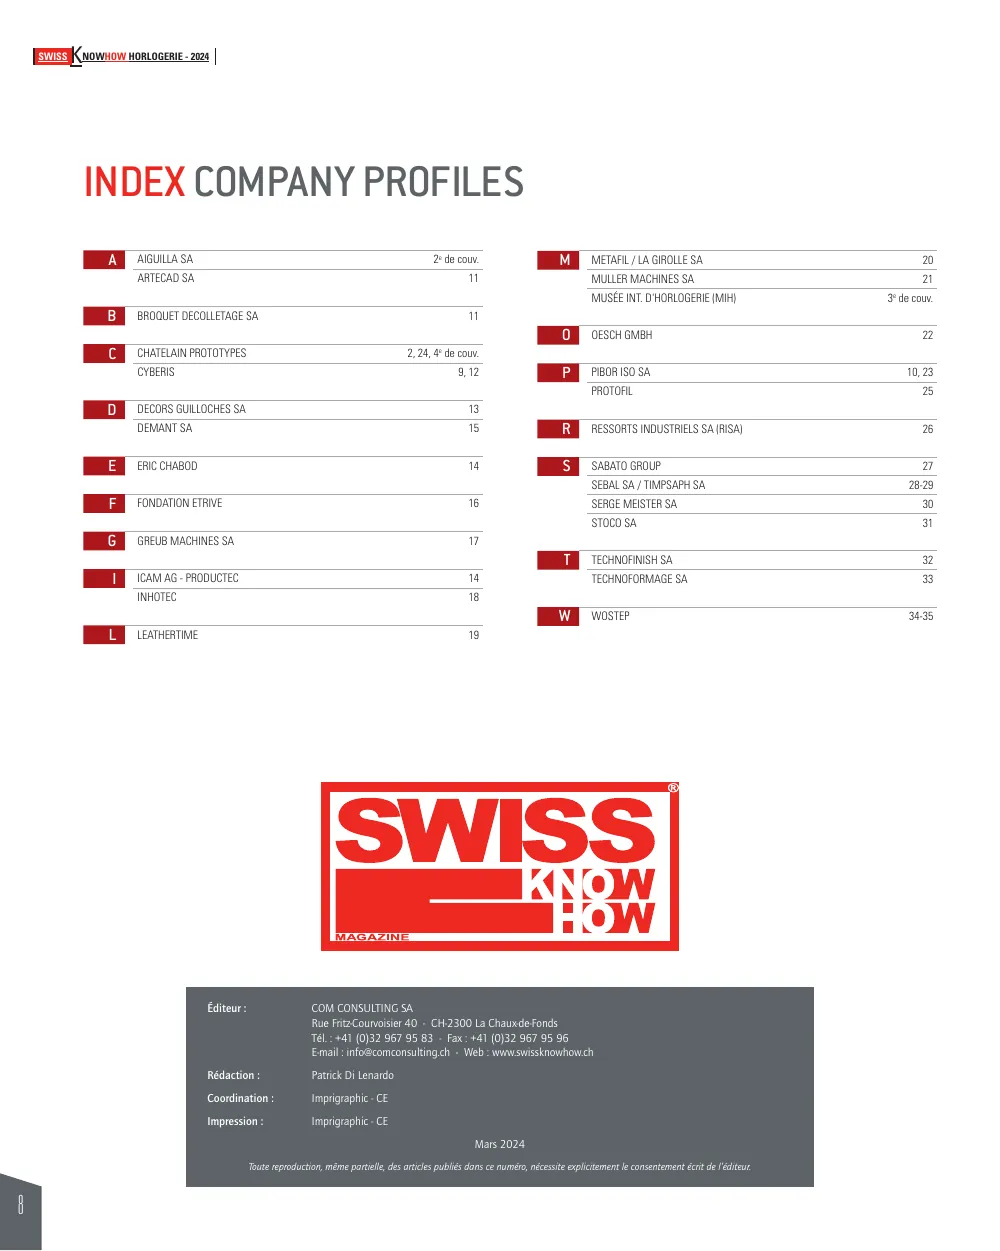 SWISS KNOWHOW HORLOGERIE - 2024
INDEX COMPANY PROFILES
A AIGUILLA SA 2e de couv.
ARTECAD SA 11
B BROQUET DECOLLETAGE SA 11
C CHATELAIN PROTOTYPES 2, 24, 4e de couv.
CYBERIS 9, 12
D DECORS GUILLOCHES SA 13
DEMANT SA 15
E ERIC CHABOD 14
F FONDATION ETRIVE 16
G GREUB MACHINES SA 17
I ICAM AG - PRODUCTEC 14
INHOTEC 18
L LEATHERTIME 19
M METAFIL / LA GIROLLE SA 20
MULLER MACHINES SA 21
MUSÉE INT. D'HORLOGERIE (MIH) 3e de couv.
O OESCH GMBH 22
P PIBOR ISO SA 10, 23
PROTOFIL 25
R RESSORTS INDUSTRIELS SA (RISA) 26
S SABATO GROUP 27
SEBAL SA / TIMPSAPH SA 28-29
SERGE MEISTER SA 30
STOCO SA 31
T TECHNOFINISH SA 32
TECHNOFORMAGE SA 33
W WOSTEP 34-35
®
SWISS
KNOW
HOW
MAGAZINE
Éditeur : COM CONSULTING SA
Rue Fritz-Courvoisier 40 · CH-2300 La Chaux-de-Fonds
Tél. : +41 (0)32 967 95 83 · Fax : +41 (0)32 967 95 96
E-mail : info@comconsulting.ch · Web : www.swissknowhow.ch
Rédaction : Patrick Di Lenardo
Coordination : Imprigraphic - CE
Impression : Imprigraphic - CE
Mars 2024
Toute reproduction, même partielle, des articles publiés dans ce numéro, nécessite explicitement le consentement écrit de l'éditeur.
8